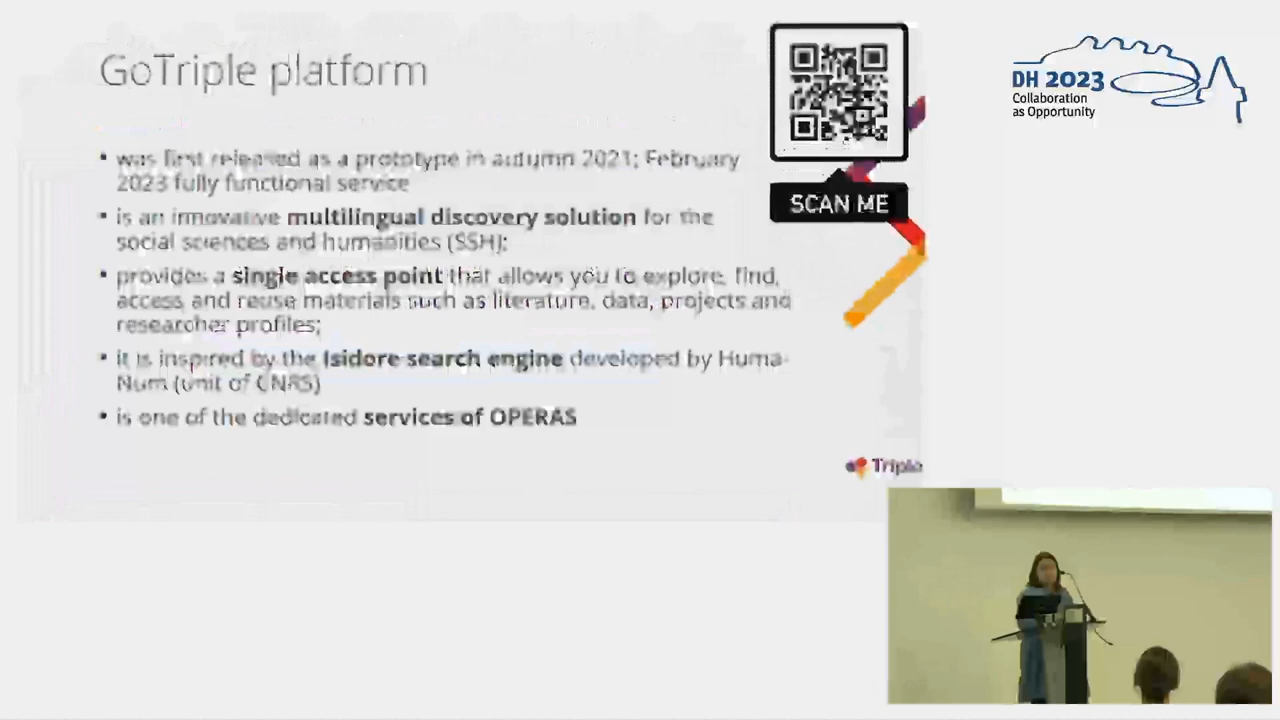 GoTriple platform
SCAN ME
DH 2023
Collaboration
as Opportunity
• was first released as a prototype in autumn 2021; February
2023 fully functional service
• is an innovative multilingual discovery solution for the
social sciences and humanities (SSH);
• provides a single access point that allows you to explore, find,
access and reuse materials such as literature, data, projects and
researcher profiles;
• it is inspired by the Isidore search engine developed by Huma-
Num (unit of CNRS)
• is one of the dedicated services of OPERAS
Triple